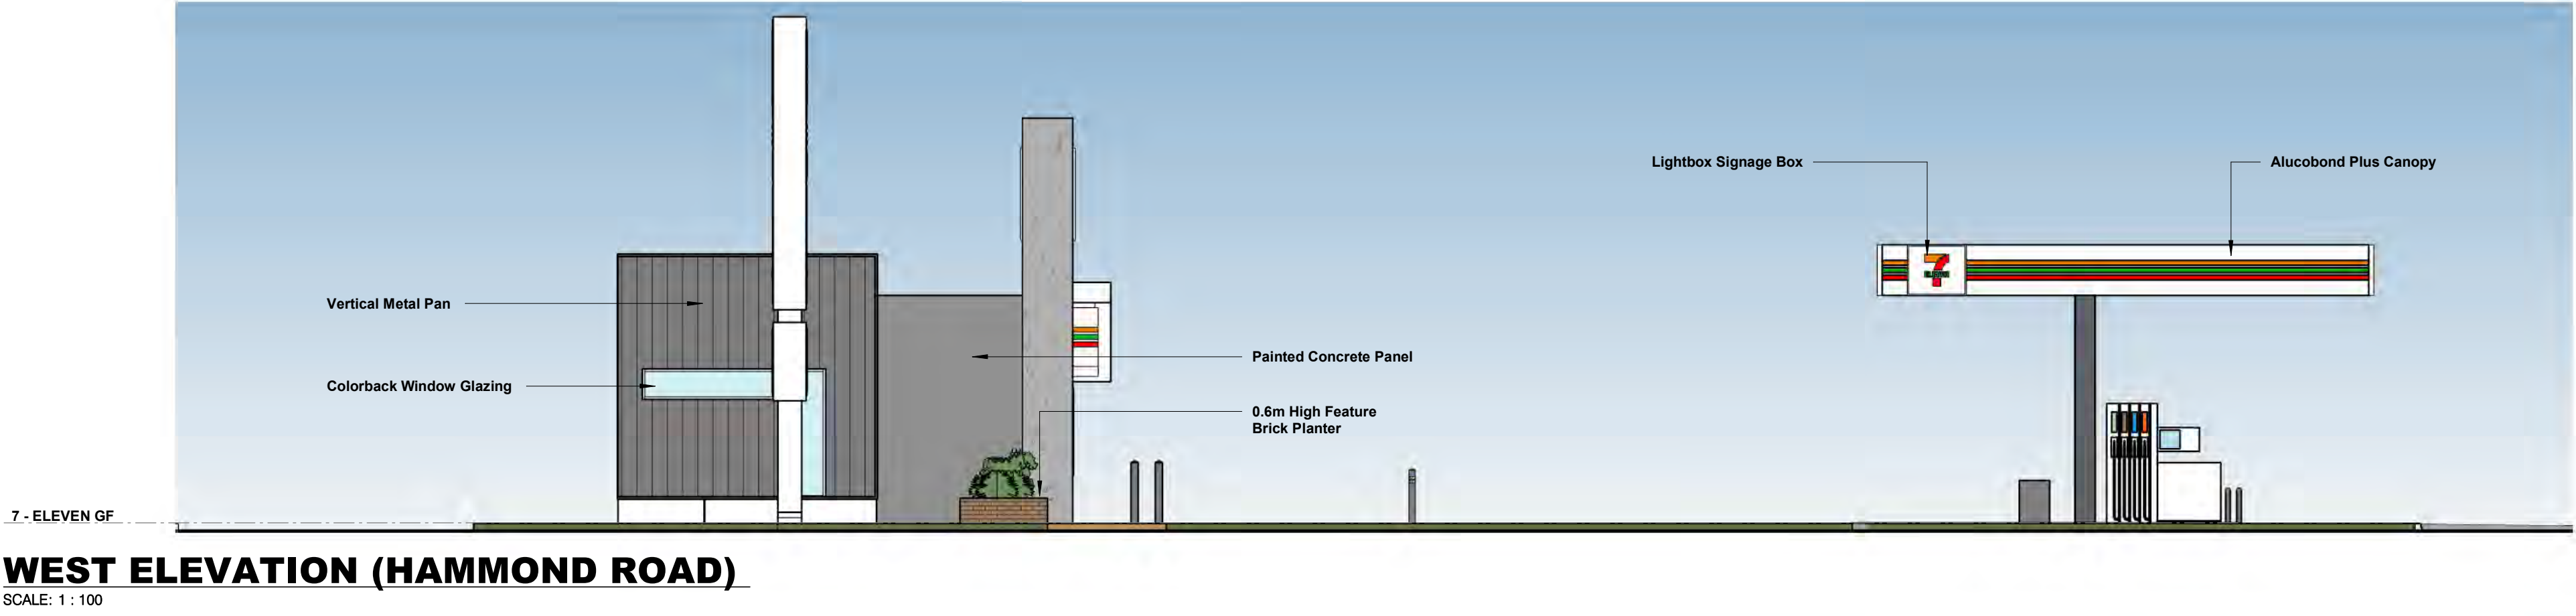 Lightbox Signage Box
Alucobond Plus Canopy
Vertical Metal Pan
Painted Concrete Panel
Colorback Window Glazing
0.6m High Feature
Brick Planter
7 - ELEVEN GF
WEST ELEVATION (HAMMOND ROAD)
SCALE: 1 : 100